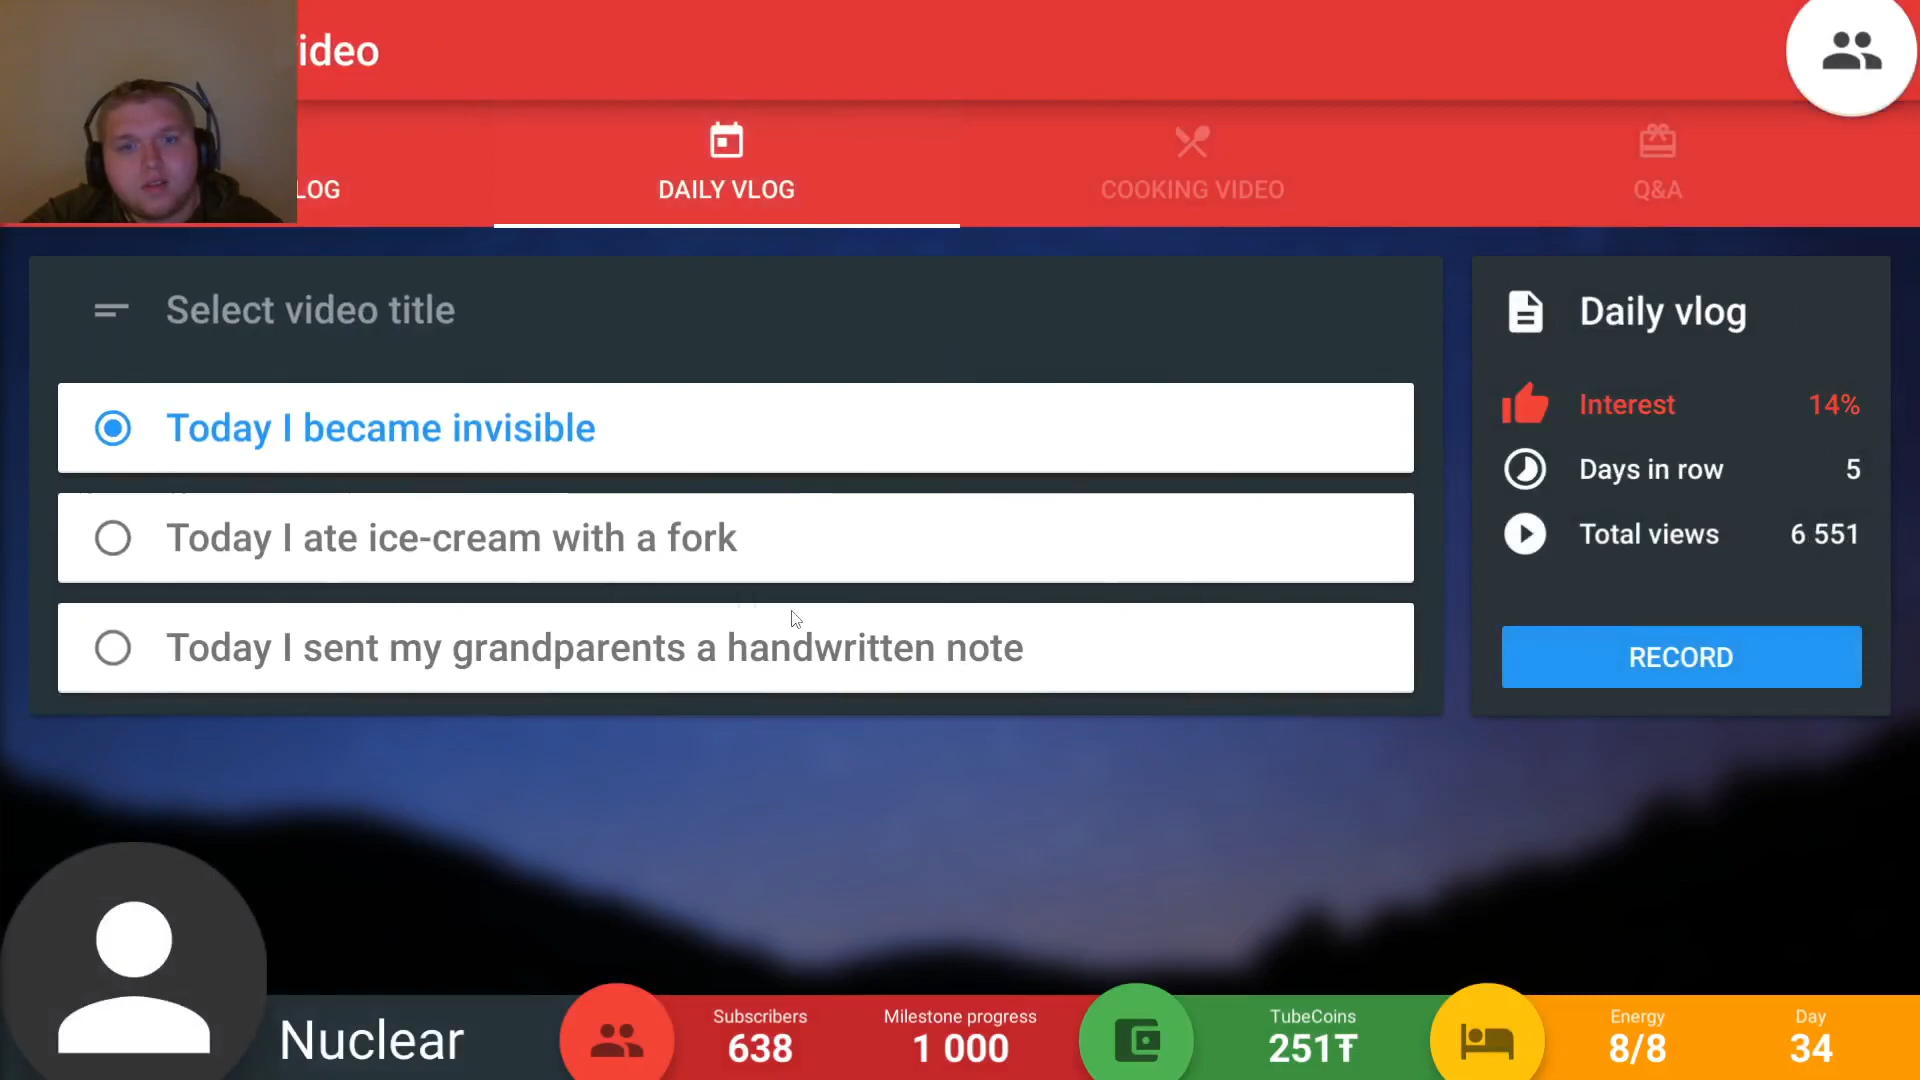 ideo
LOG
DAILY VLOG
COOKING VIDEO
Q&A
Select video title
Today I became invisible
Today I ate ice-cream with a fork
Today I sent my grandparents a handwritten note
Daily vlog
Interest 14%
Days in row 5
Total views 6 551
RECORD
Nuclear
Subscribers
638
Milestone progress
1 000
TubeCoins
251Ŧ
Energy
8/8
Day
34